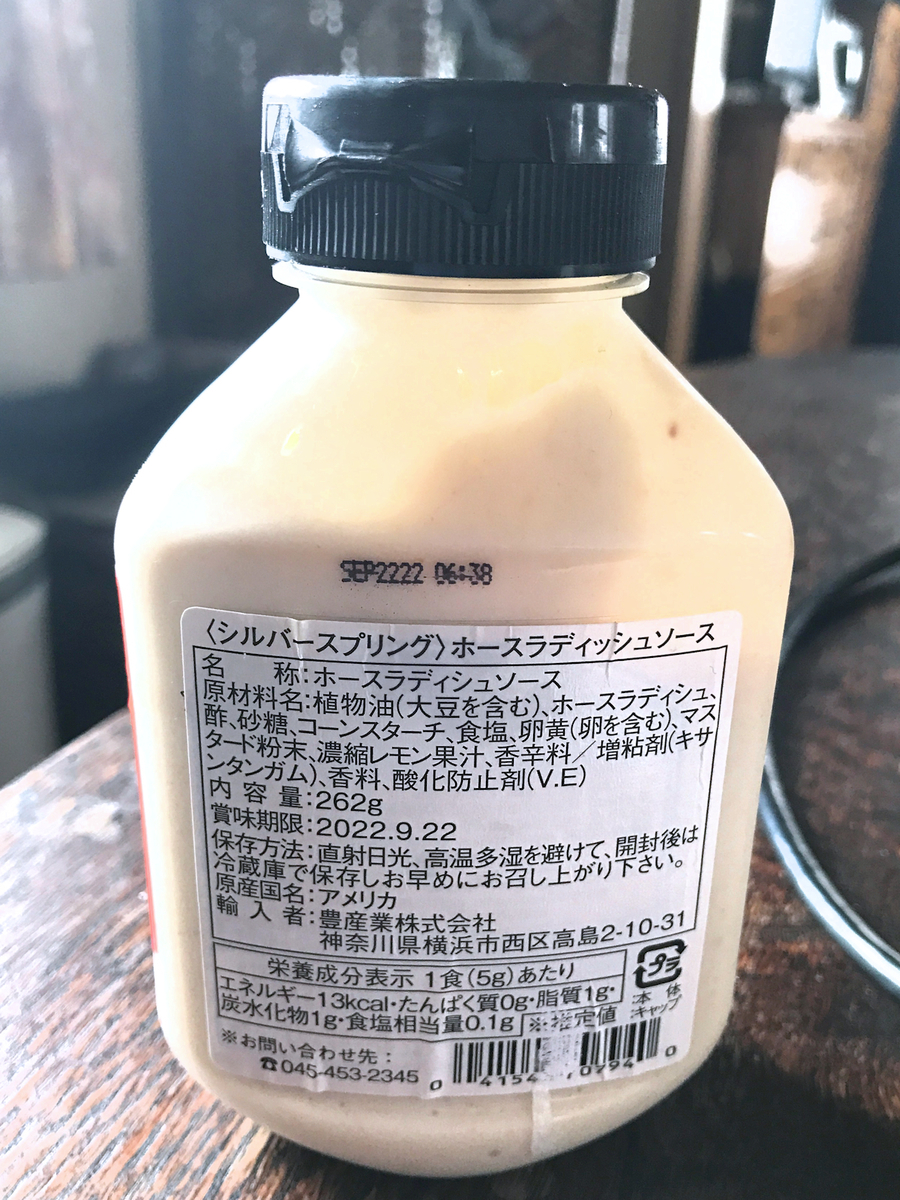 SEP2222 06:38
〈シルバースプリング〉ホースラディッシュソース
名　　称:ホースラディシュソース
原材料名:植物油(大豆を含む)、ホースラディシュ、
酢、砂糖、コーンスターチ、食塩、卵黄(卵を含む)、マス
タード粉末、濃縮レモン果汁、香辛料／増粘剤(キサ
ンタンガム)、香料、酸化防止剤(V.E)
内 容 量:262g
賞味期限:2022.9.22
保存方法:直射日光、高温多湿を避けて、開封後は
冷蔵庫で保存しお早めにお召し上がり下さい。
原産国名:アメリカ
輸 入 者:豊産業株式会社
神奈川県横浜市西区高島2-10-31
栄養成分表示 1食(5g)あたり
エネルギー13kcal・たんぱく質0g・脂質1g・
炭水化物1g・食塩相当量0.1g ※推定値
プラ
本 体
キャップ
※お問い合わせ先:
☎045-453-2345
0 4154 0794 0